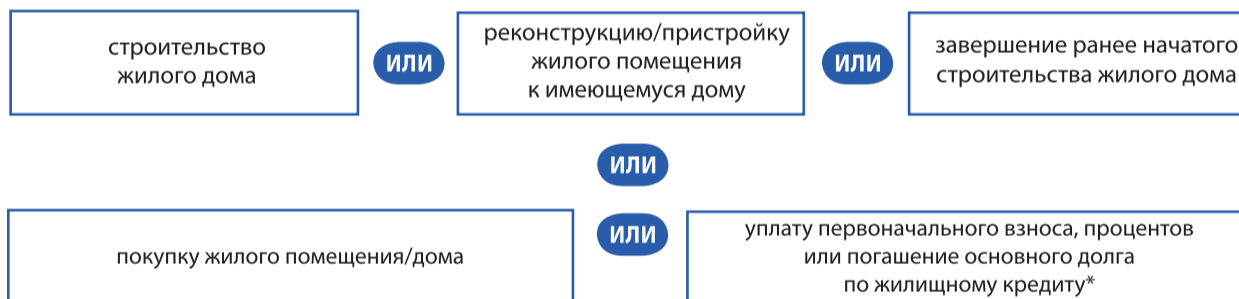 строительство
жилого дома
ИЛИ
реконструкцию/пристройку
жилого помещения
к имеющемуся дому
ИЛИ
завершение ранее начатого
строительства жилого дома
ИЛИ
покупку жилого помещения/дома
ИЛИ
уплату первоначального взноса, процентов
или погашение основного долга
по жилищному кредиту*